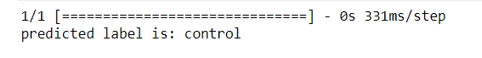 1/1 [==============================] - 0s 331ms/step
predicted label is: control